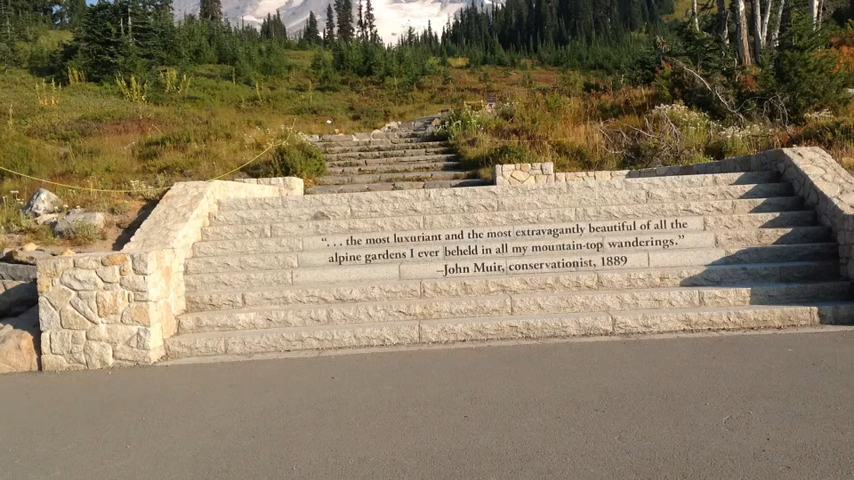 “. . . the most luxuriant and the most extravagantly beautiful of all the
alpine gardens I ever beheld in all my mountain-top wanderings.”
–John Muir, conservationist, 1889